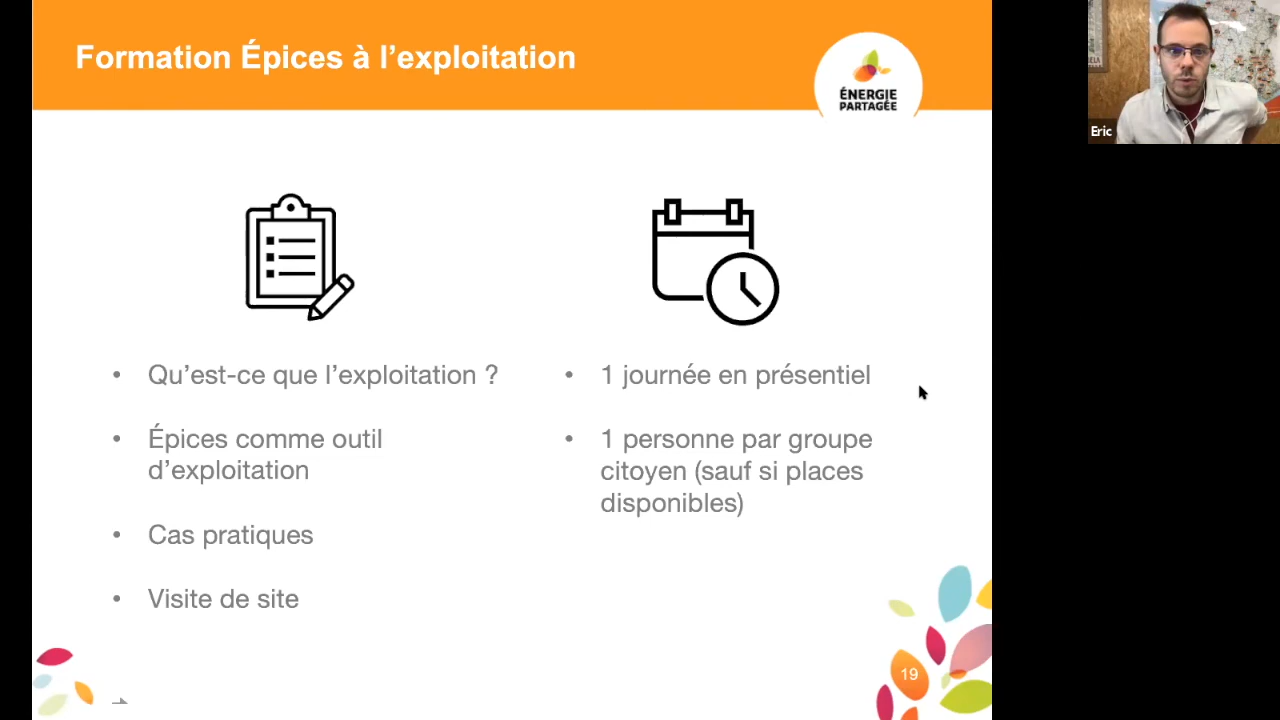 Formation Épices à l’exploitation
ÉNERGIE
PARTAGÉE
Eric
• Qu’est-ce que l’exploitation ?
• Épices comme outil
d’exploitation
• Cas pratiques
• Visite de site
• 1 journée en présentiel
• 1 personne par groupe
citoyen (sauf si places
disponibles)
19